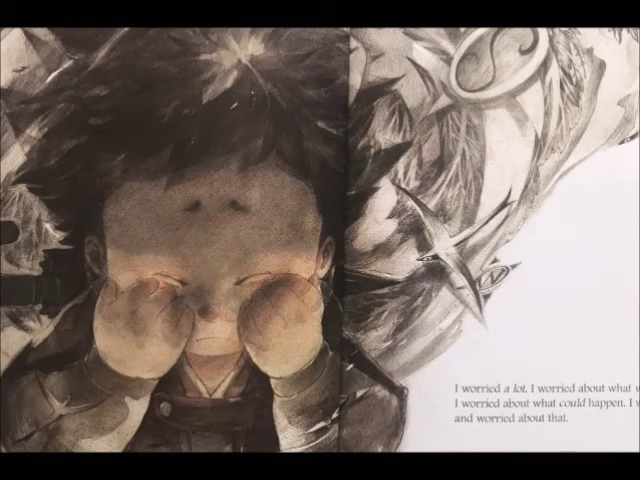 I worried a lot. I worried about what
I worried about what could happen. I
and worried about that.